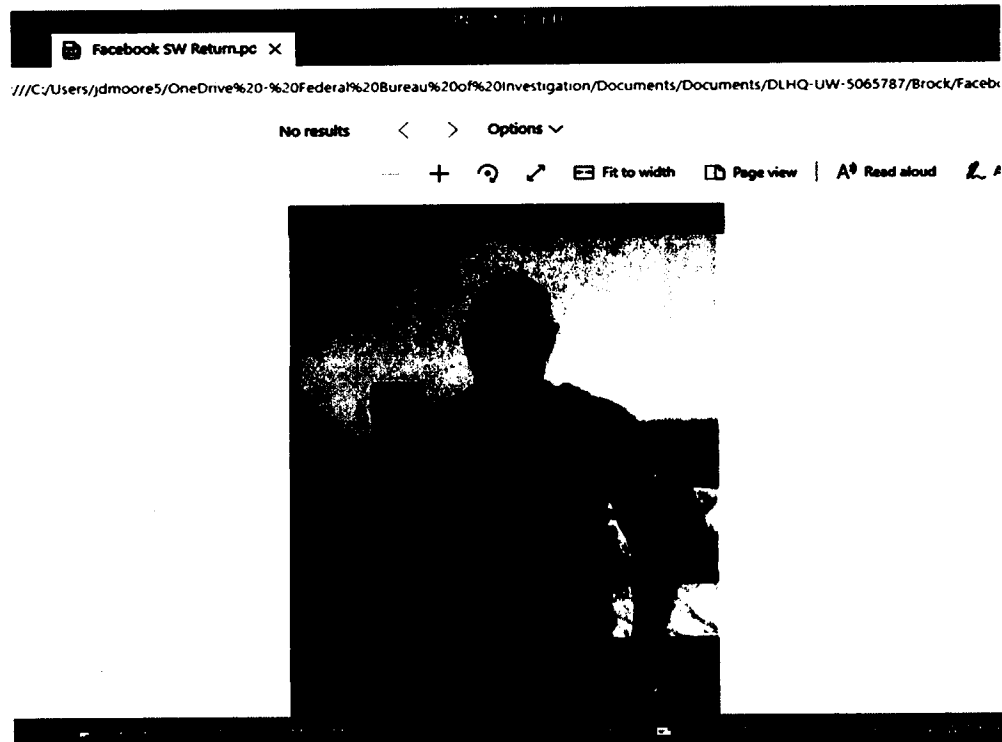 Facebook SW Return.pc
:///C:/Users/jdmoore5/OneDrive%20-%20Federal%20Bureau%20of%20Investigation/Documents/Documents/DLHQ-UW-5065787/Brock/Facebo
No results < > Options
Fit to width Page view | Read aloud